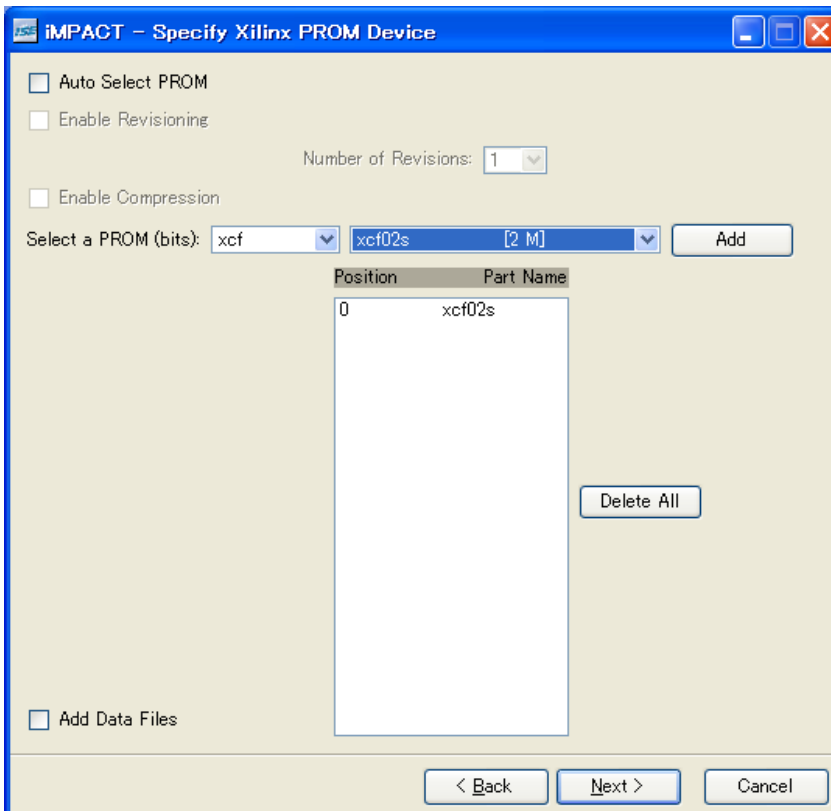 ISE iMPACT - Specify Xilinx PROM Device
Auto Select PROM
Enable Revisioning
Number of Revisions: 1
Enable Compression
Select a PROM (bits): xcf xcf02s [2 M] Add
Position Part Name
0 xcf02s
Delete All
Add Data Files
< Back Next > Cancel